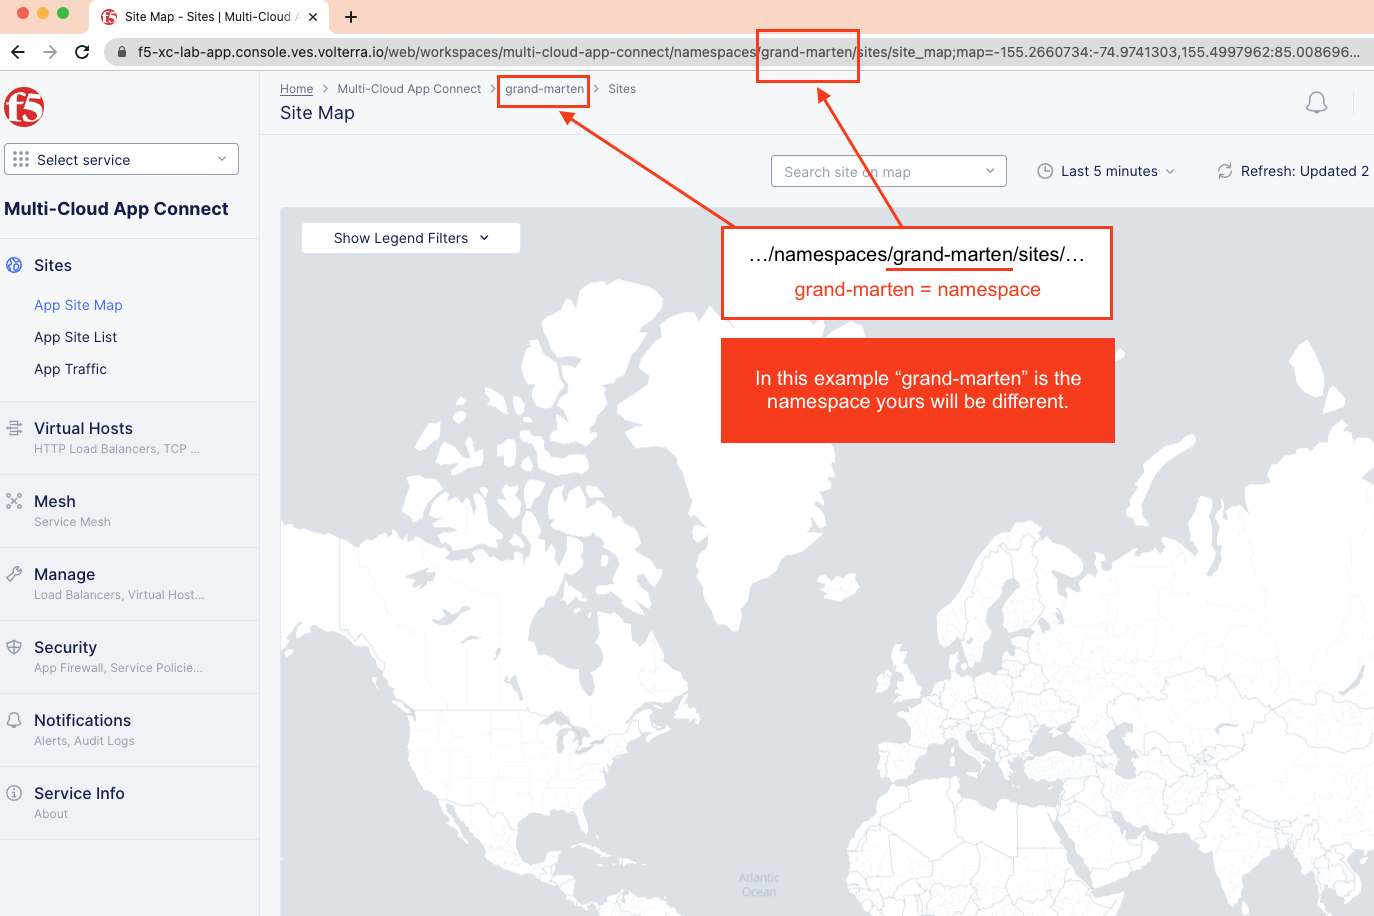 Site Map - Sites | Multi-Cloud A
f5-xc-lab-app.console.ves.volterra.io/web/workspaces/multi-cloud-app-connect/namespaces/grand-marten/sites/site_map;map=-155.2660734:-74.9741303,155.4997962:85.008696...
f5
Home > Multi-Cloud App Connect > grand-marten > Sites
Site Map
Select service
Search site on map
Last 5 minutes
Refresh: Updated 2
Multi-Cloud App Connect
Show Legend Filters
…/namespaces/grand-marten/sites/…
grand-marten = namespace
In this example “grand-marten” is the
namespace yours will be different.
Sites
App Site Map
App Site List
App Traffic
Virtual Hosts
HTTP Load Balancers, TCP ...
Mesh
Service Mesh
Manage
Load Balancers, Virtual Host...
Security
App Firewall, Service Policie...
Notifications
Alerts, Audit Logs
Service Info
About
Atlantic
Ocean